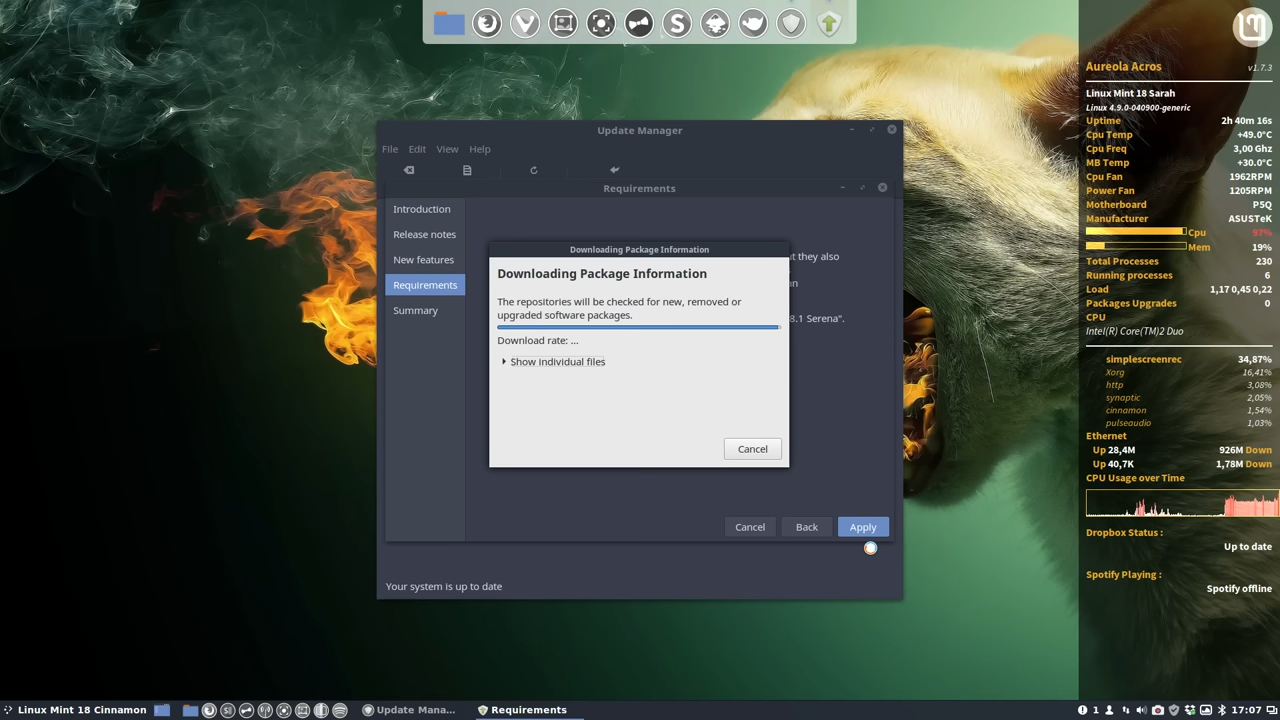 Update Manager
File Edit View Help
Requirements
Introduction
Release notes
New features
Requirements
Summary
t they also
8.1 Serena".
Downloading Package Information
Downloading Package Information
The repositories will be checked for new, removed or
upgraded software packages.
Download rate: ...
Show individual files
Cancel
Cancel Back Apply
Your system is up to date
Aureola Acros v1.7.3
Linux Mint 18 Sarah
Linux 4.9.0-040900-generic
Uptime 2h 40m 16s
Cpu Temp +49.0°C
Cpu Freq 3,00 Ghz
MB Temp +30.0°C
Cpu Fan 1962RPM
Power Fan 1205RPM
Motherboard P5Q
Manufacturer ASUSTeK
Cpu 97%
Mem 19%
Total Processes 230
Running processes 6
Load 1,17 0,45 0,22
Packages Upgrades 0
CPU
Intel(R) Core(TM)2 Duo
simplescreenrec 34,87%
Xorg 16,41%
http 3,08%
synaptic 2,05%
cinnamon 1,54%
pulseaudio 1,03%
Ethernet
Up 28,4M 926M Down
Up 40,7K 1,78M Down
CPU Usage over Time
Dropbox Status :
Up to date
Spotify Playing :
Spotify offline
Linux Mint 18 Cinnamon Update Mana... Requirements 1 17:07